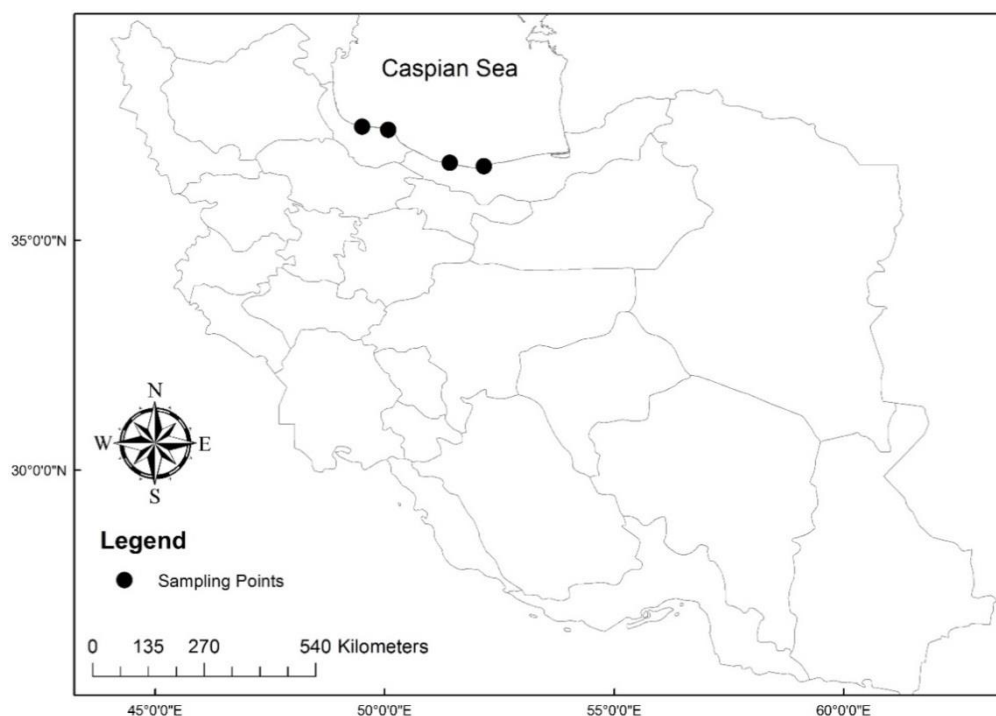 Caspian Sea
35°0'0"N
30°0'0"N
N
W E
S
Legend
Sampling Points
0 135 270 540 Kilometers
45°0'0"E 50°0'0"E 55°0'0"E 60°0'0"E